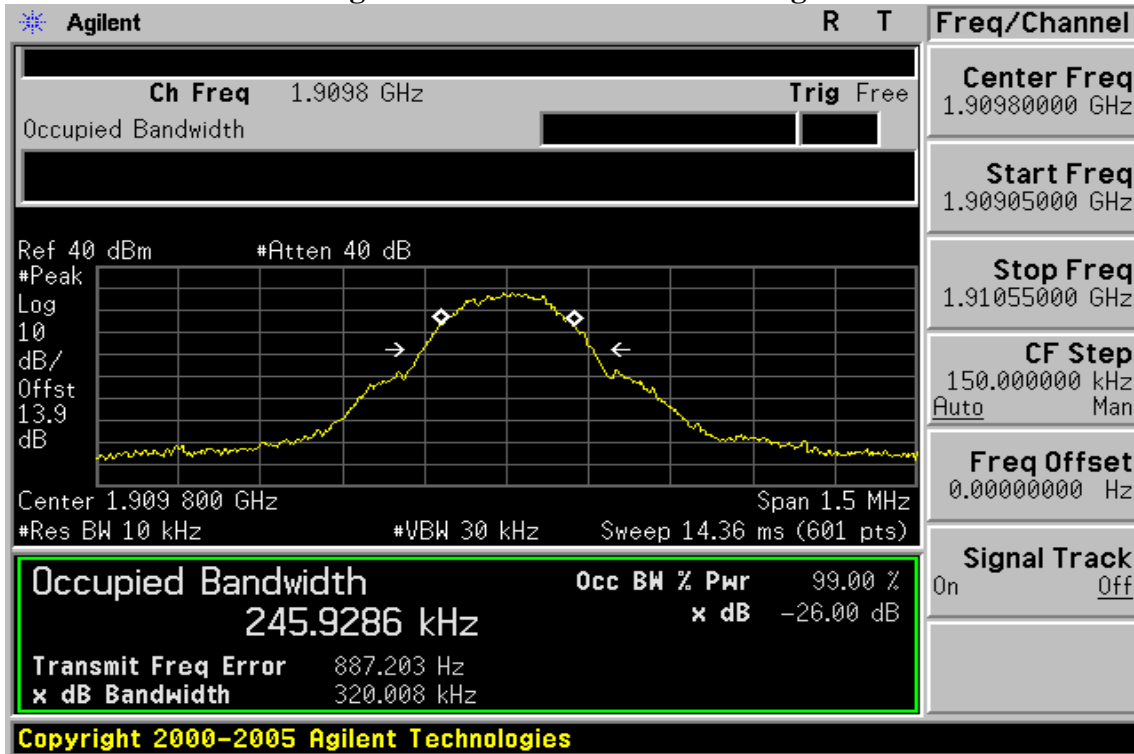 Agilent R T
Ch Freq 1.9098 GHz Trig Free
Occupied Bandwidth
Ref 40 dBm #Atten 40 dB
#Peak
Log
10
dB/
Offst
13.9
dB
Center 1.909 800 GHz Span 1.5 MHz
#Res BW 10 kHz #VBW 30 kHz Sweep 14.36 ms (601 pts)
Occupied Bandwidth Occ BW % Pwr 99.00 %
245.9286 kHz x dB -26.00 dB
Transmit Freq Error 887.203 Hz
x dB Bandwidth 320.008 kHz
Copyright 2000-2005 Agilent Technologies
Freq/Channel
Center Freq
1.90980000 GHz
Start Freq
1.90905000 GHz
Stop Freq
1.91055000 GHz
CF Step
150.000000 kHz
Auto Man
Freq Offset
0.00000000 Hz
Signal Track
On Off